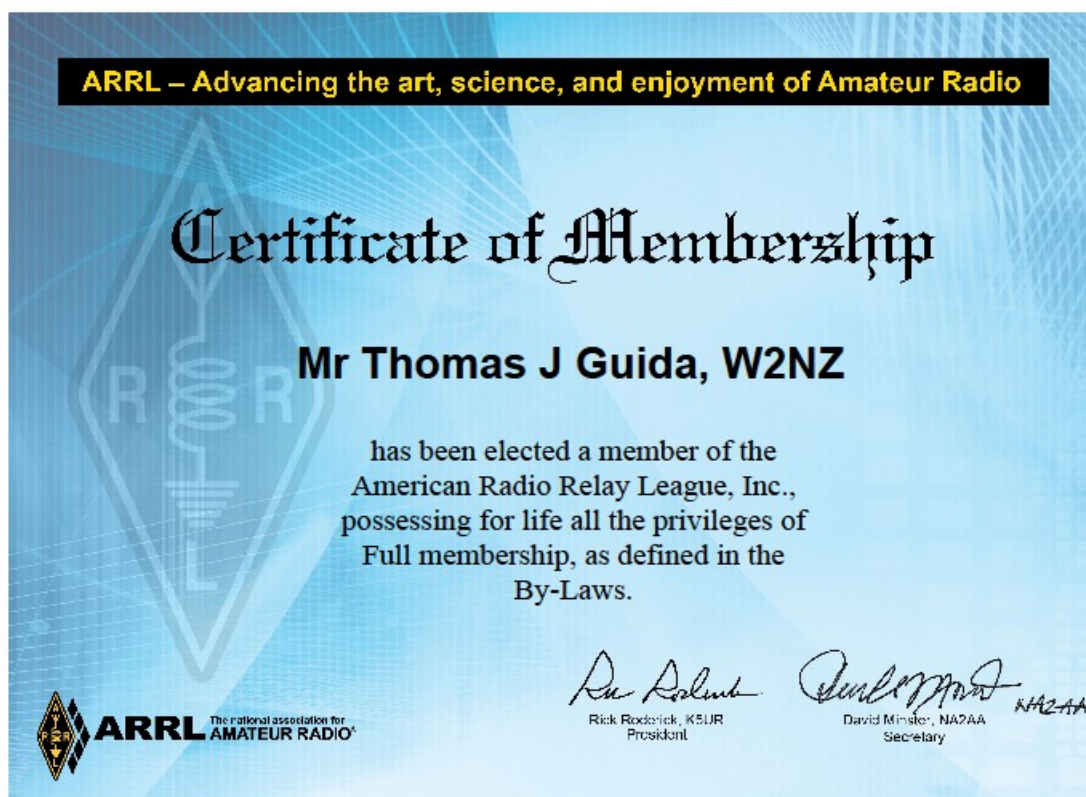 ARRL – Advancing the art, science, and enjoyment of Amateur Radio
Certificate of Membership
Mr Thomas J Guida, W2NZ
has been elected a member of the
American Radio Relay League, Inc.,
possessing for life all the privileges of
Full membership, as defined in the
By-Laws.
A
R R
L
NA2AA
Rick Roderick, K5UR
President
David Minster, NA2AA
Secretary
ARRL
The national association for
AMATEUR RADIO